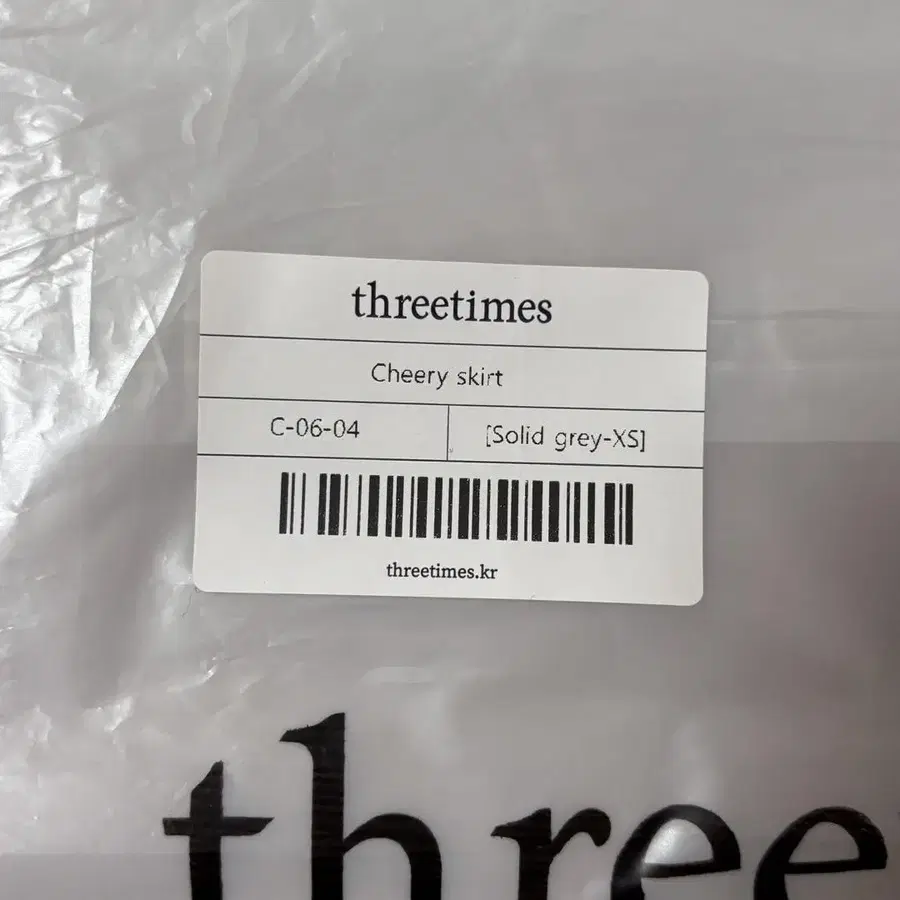 threetimes
Cheery skirt
C-06-04 [Solid grey-XS]
threetimes.kr
three